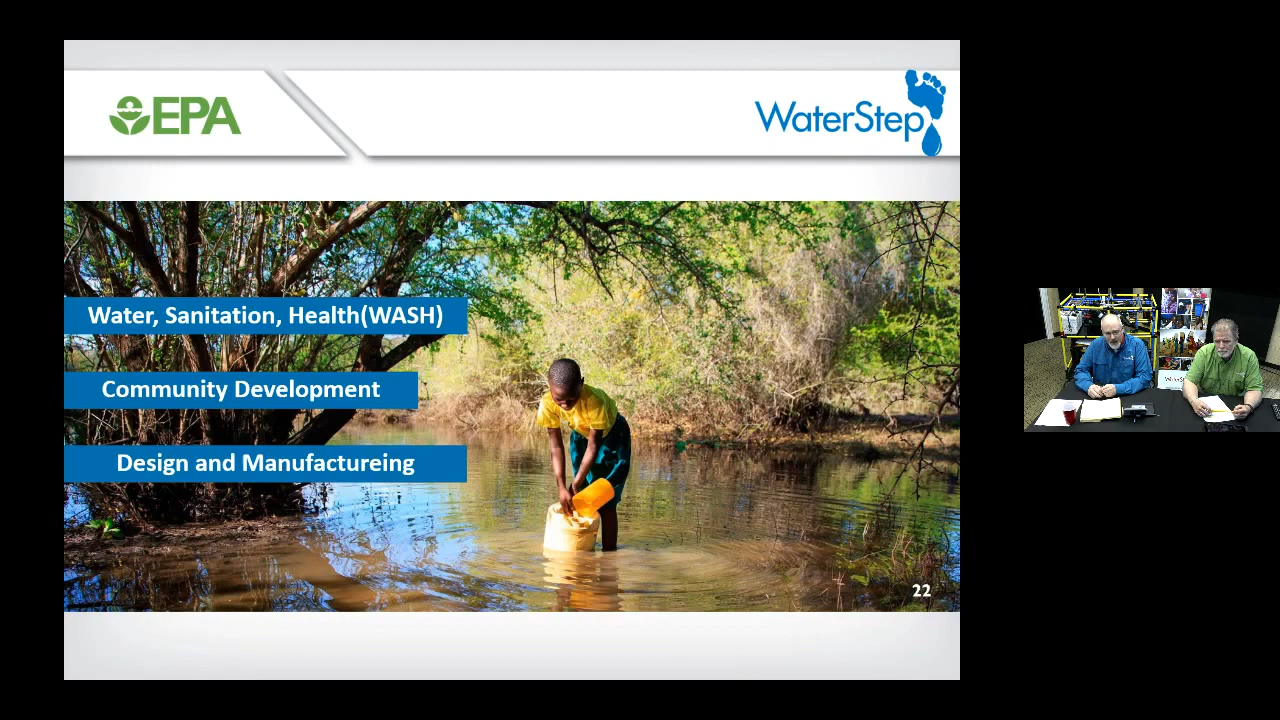 EPA
WaterStep
Water, Sanitation, Health(WASH)
Community Development
Design and Manufactureing
22